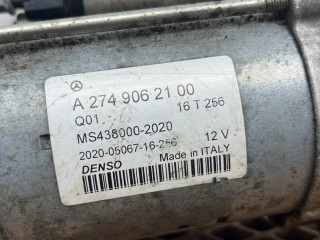 A 274 906 21 00
Q01 16 T 256
MS438000-2020 12 V
2020-05067-16-256
DENSO Made in ITALY